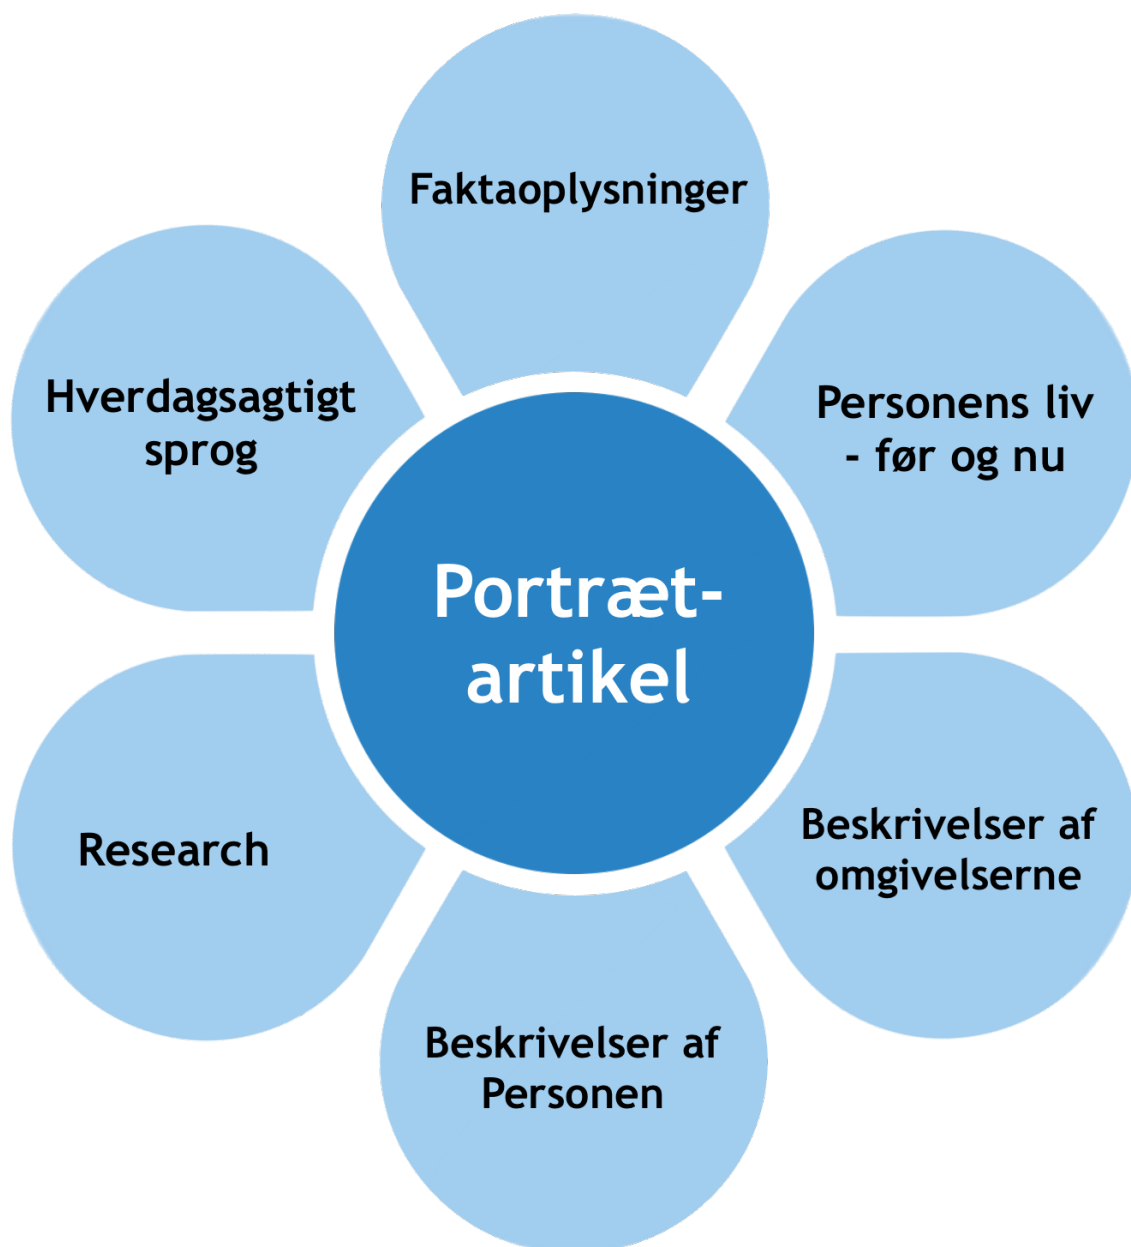 Faktaoplysninger
Hverdagsagtigt
sprog
Personens liv
- før og nu
Portræt-
artikel
Research
Beskrivelser af
omgivelserne
Beskrivelser af
Personen